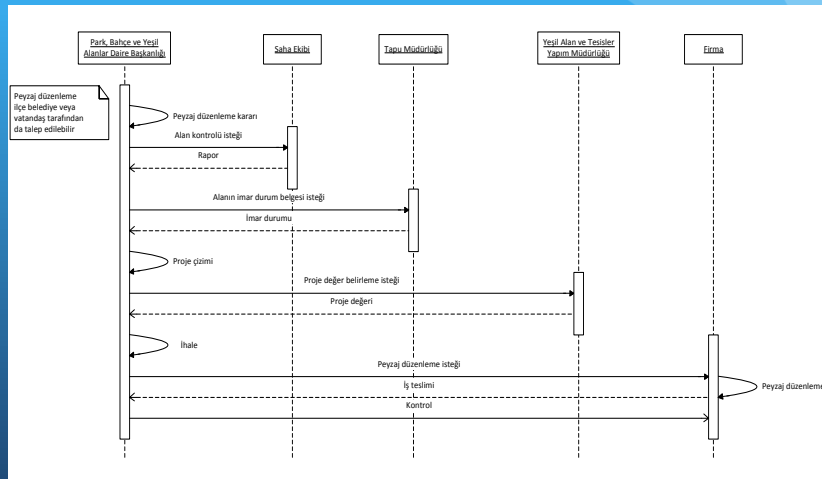 Park, Bahçe ve Yeşil
Alanlar Daire Başkanlığı
Saha Ekibi
Tapu Müdürlüğü
Yeşil Alan ve Tesisler
Yapım Müdürlüğü
Firma
Peyzaj düzenleme
ilçe belediye veya
vatandaş tarafından
da talep edilebilir
Peyzaj düzenleme kararı
Alan kontrolü isteği
Rapor
Alanın imar durum belgesi isteği
İmar durumu
Proje çizimi
Proje değer belirleme isteği
Proje değeri
İhale
Peyzaj düzenleme isteği
Peyzaj düzenleme
İş teslimi
Kontrol